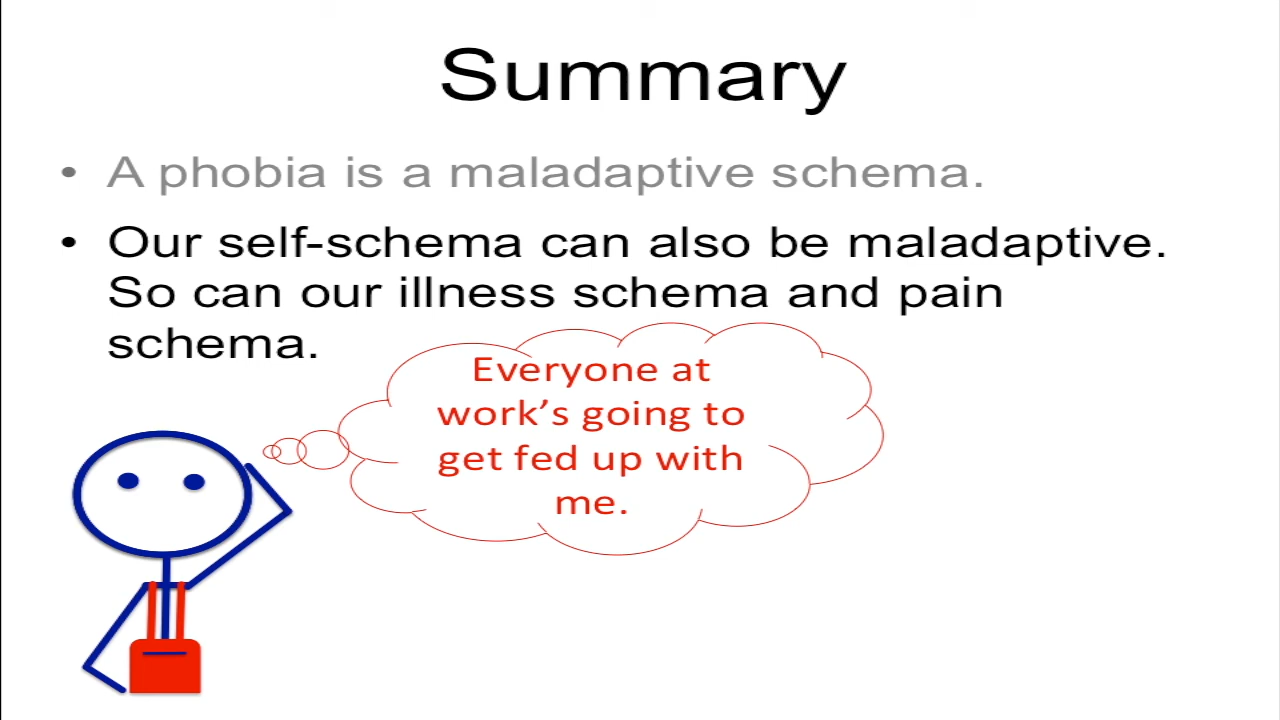 Summary
• A phobia is a maladaptive schema.
• Our self-schema can also be maladaptive.
So can our illness schema and pain
schema.
Everyone at
work’s going to
get fed up with
me.